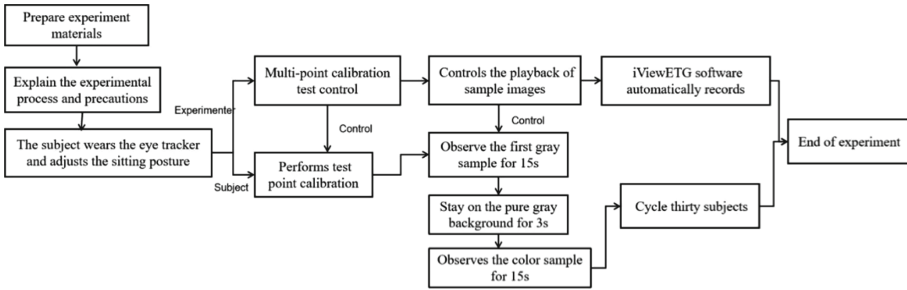 Prepare experiment
materials
Explain the experimental
process and precautions
The subject wears the eye tracker
and adjusts the sitting posture
Experimenter
Subject
Multi-point calibration
test control
Control
Performs test
point calibration
Controls the playback of
sample images
Control
Observe the first gray
sample for 15s
Stay on the pure gray
background for 3s
Observes the color sample
for 15s
iViewETG software
automatically records
Cycle thirty subjects
End of experiment